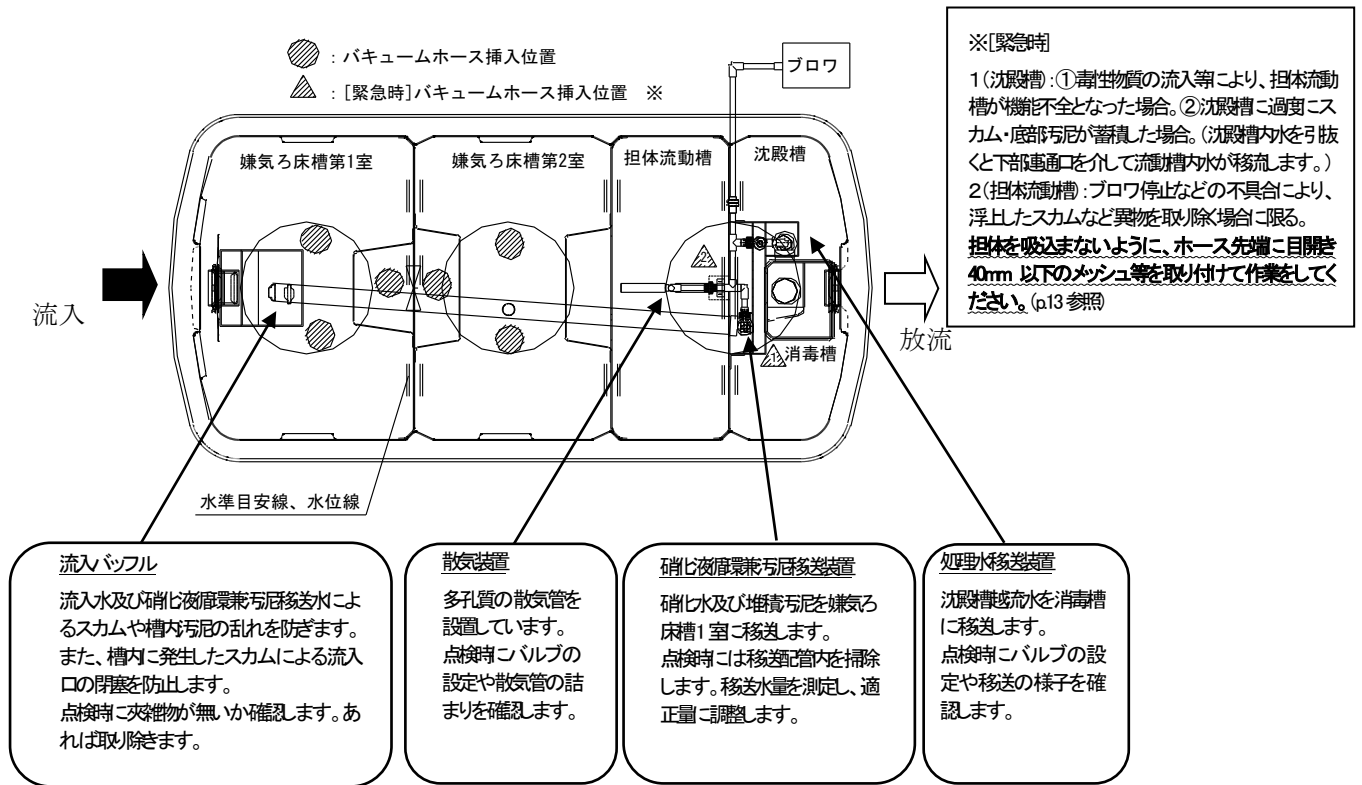 ：バキュームホース挿入位置
：[緊急時]バキュームホース挿入位置　※
ブロワ
※[緊急時]
1(沈殿槽)：①毒性物質の流入等により、担体流動
槽が機能不全となった場合。②沈殿槽に過度にス
カム・底部汚泥が蓄積した場合。(沈殿槽内水を引抜
くと下部連通口を介して流動槽内水が移流します。)
2(担体流動槽)：ブロワ停止などの不具合により、
浮上したスカムなど異物を取り除く場合に限る。
担体を吸込まないように、ホース先端に目開き
40mm 以下のメッシュ等を取り付けて作業をしてく
ださい。(p.13 参照)
嫌気ろ床槽第1室
嫌気ろ床槽第2室
担体流動槽
沈殿槽
2
流入
放流
1
消毒槽
水準目安線、水位線
流入バッフル
流入水及び硝化液循環兼汚泥移送水によ
るスカムや槽内汚泥の乱れを防ぎます。
また、槽内に発生したスカムによる流入
口の閉塞を防止します。
点検時に夾雑物が無いか確認します。あ
れば取り除きます。
散気装置
多孔質の散気管を
設置しています。
点検時にバルブの
設定や散気管の詰
まりを確認します。
硝化液循環兼汚泥移送装置
硝化水及び堆積汚泥を嫌気ろ
床槽1室に移送します。
点検時には移送配管内を掃除
します。移送水量を測定し、適
正量に調整します。
処理水移送装置
沈殿槽越流水を消毒槽
に移送します。
点検時にバルブの設
定や移送の様子を確
認します。